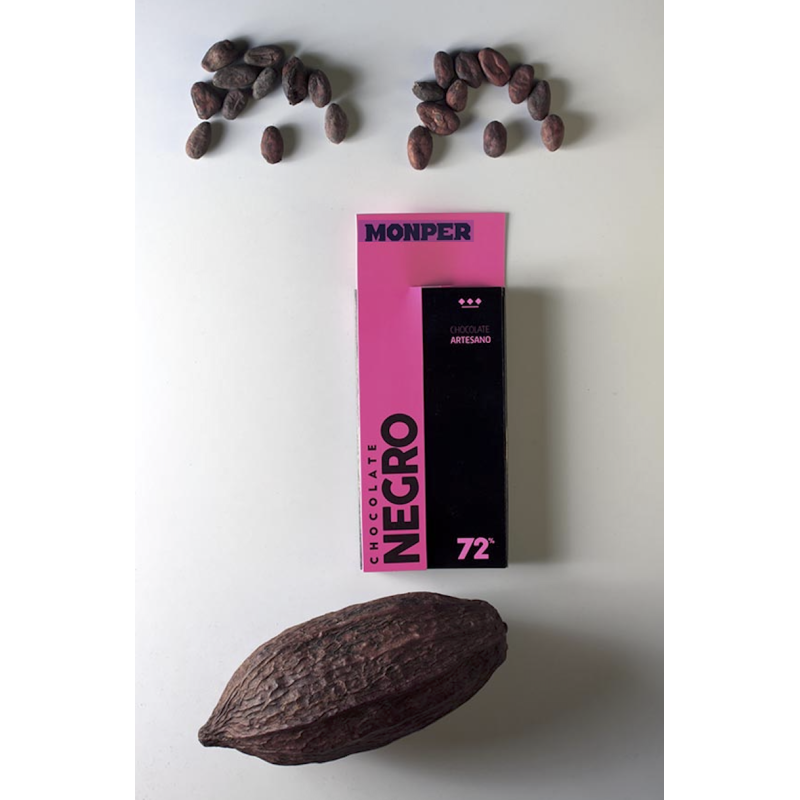 MONPER
CHOCOLATE
ARTESANO
CHOCOLATE
NEGRO
72%